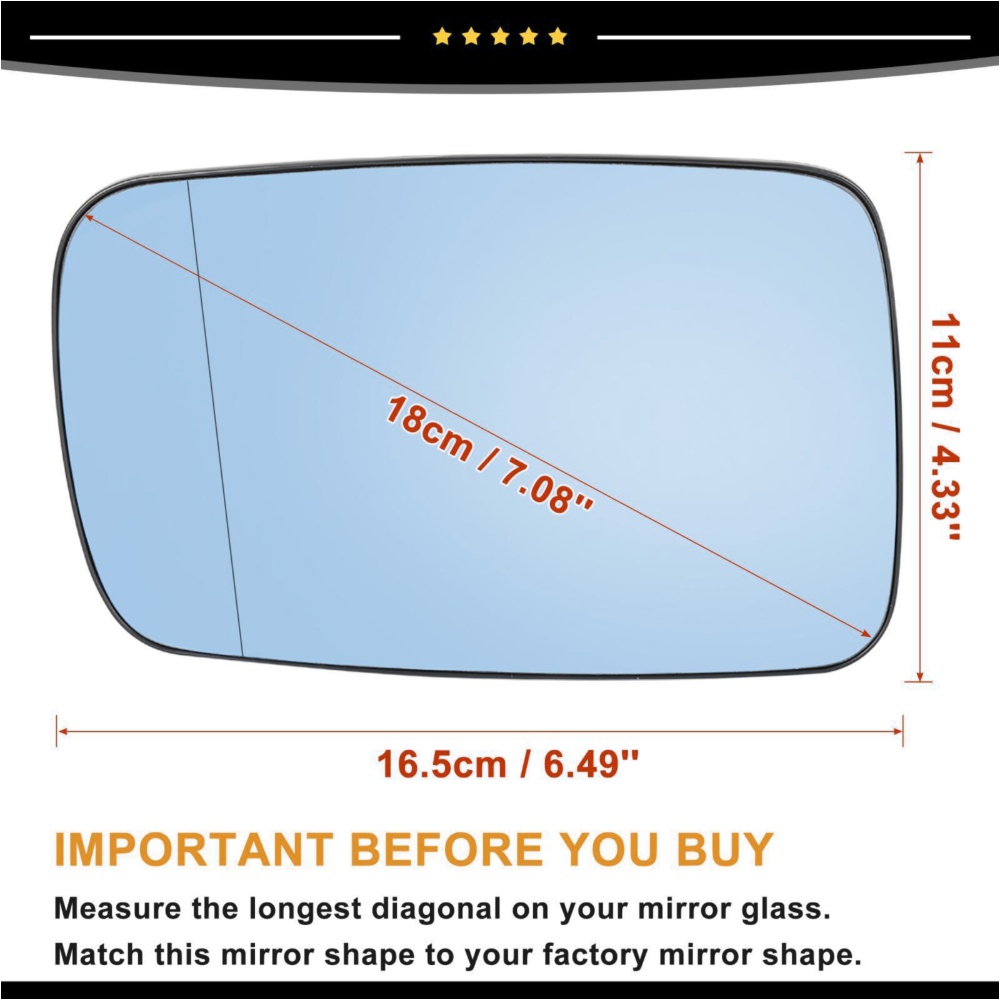 18cm / 7.08"
11cm / 4.33"
16.5cm / 6.49"
IMPORTANT BEFORE YOU BUY
Measure the longest diagonal on your mirror glass.
Match this mirror shape to your factory mirror shape.